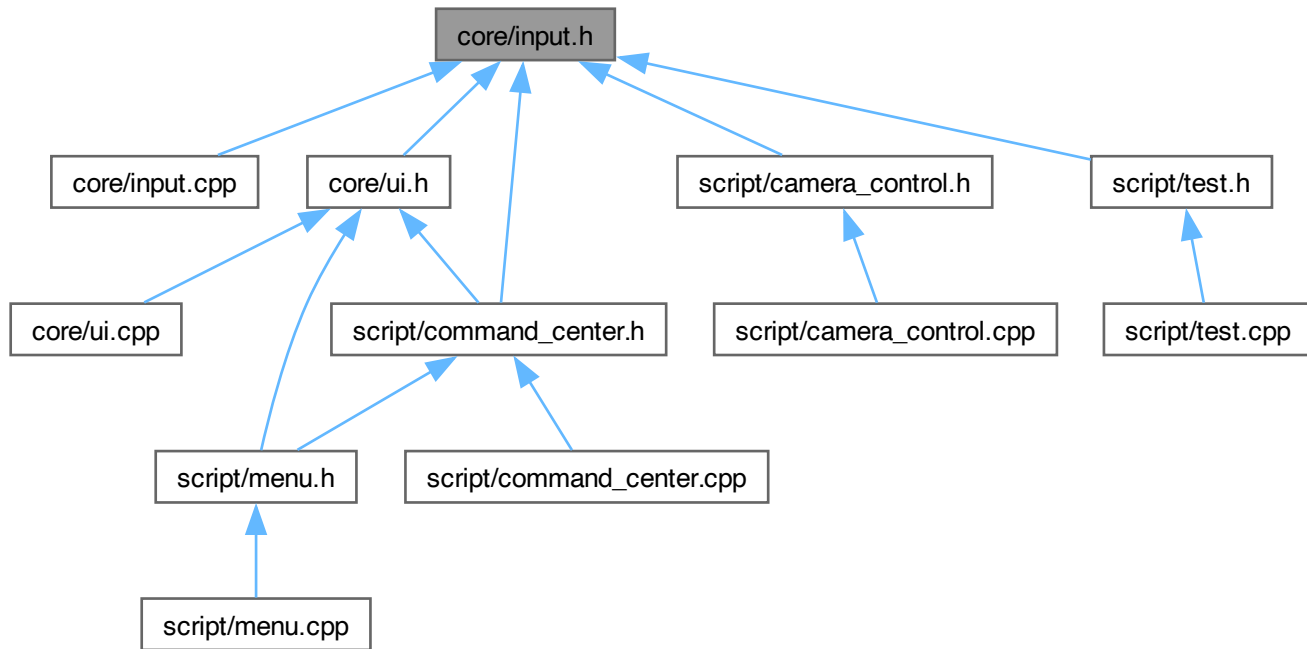 core/input.h
core/input.cpp
core/ui.h
script/camera_control.h
script/test.h
core/ui.cpp
script/command_center.h
script/camera_control.cpp
script/test.cpp
script/menu.h
script/command_center.cpp
script/menu.cpp